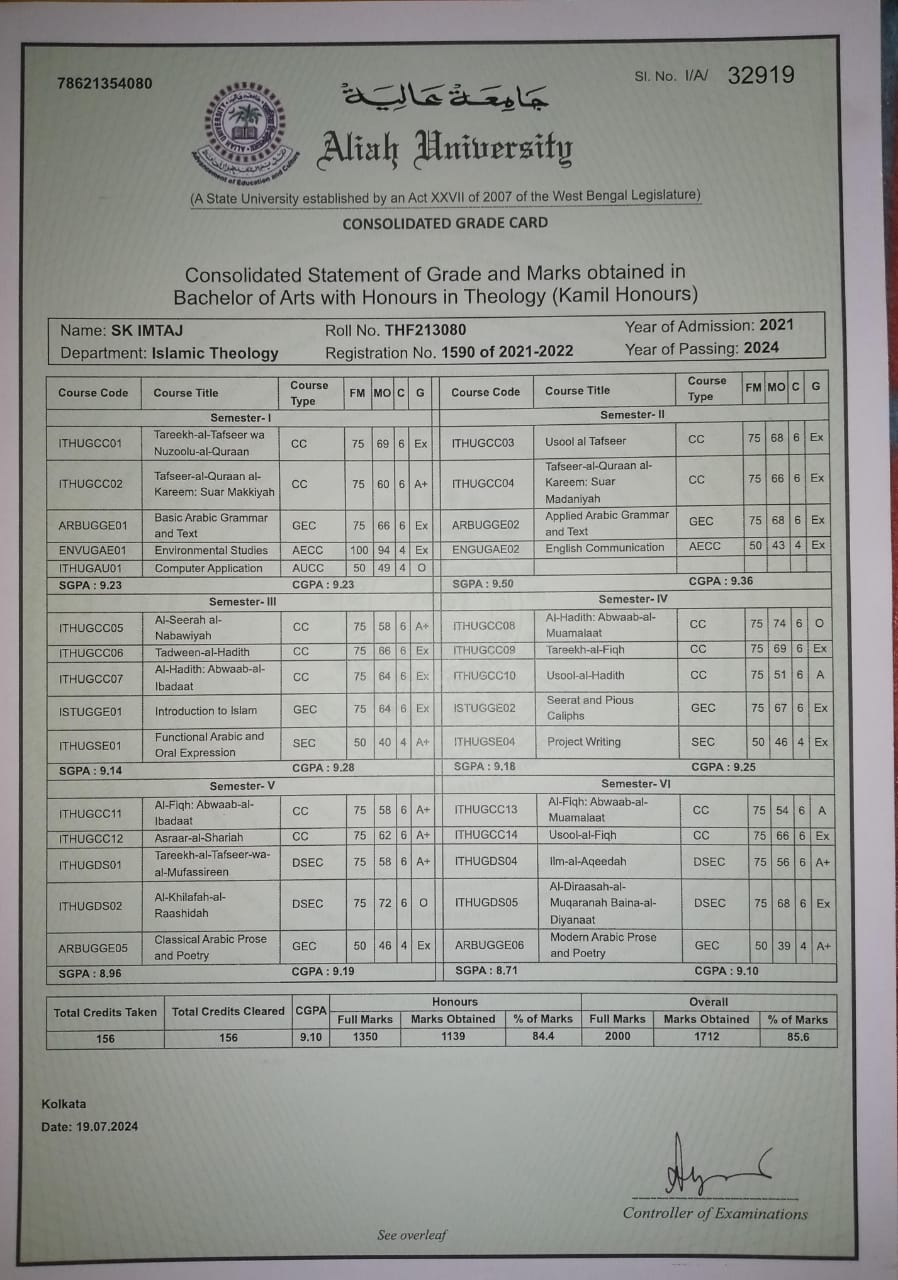 78621354080
Sl. No. I/A/ 32919
جَامِعَة عَالِيَة
Aliah University
ALIAH UNIVERSITY
Advancement of Education and Culture
(A State University established by an Act XXVII of 2007 of the West Bengal Legislature)
CONSOLIDATED GRADE CARD
Consolidated Statement of Grade and Marks obtained in
Bachelor of Arts with Honours in Theology (Kamil Honours)
Name: SK IMTAJ Roll No. THF213080 Year of Admission: 2021
Department: Islamic Theology Registration No. 1590 of 2021-2022 Year of Passing: 2024
Course Code Course Title Course Type FM MO C G Course Code Course Title Course Type FM MO C G
Semester- I Semester- II
ITHUGCC01 Tareekh-al-Tafseer wa Nuzoolu-al-Quraan CC 75 69 6 Ex ITHUGCC03 Usool al Tafseer CC 75 68 6 Ex
ITHUGCC02 Tafseer-al-Quraan al-Kareem: Suar Makkiyah CC 75 60 6 A+ ITHUGCC04 Tafseer-al-Quraan al-Kareem: Suar Madaniyah CC 75 66 6 Ex
ARBUGGE01 Basic Arabic Grammar and Text GEC 75 66 6 Ex ARBUGGE02 Applied Arabic Grammar and Text GEC 75 68 6 Ex
ENVUGAE01 Environmental Studies AECC 100 94 4 Ex ENGUGAE02 English Communication AECC 50 43 4 Ex
ITHUGAU01 Computer Application AUCC 50 49 4 O
SGPA : 9.23 CGPA : 9.23 SGPA : 9.50 CGPA : 9.36
Semester- III Semester-IV
ITHUGCC05 Al-Seerah al-Nabawiyah CC 75 58 6 A+ ITHUGCC08 Al-Hadith: Abwaab-al-Muamalaat CC 75 74 6 O
ITHUGCC06 Tadween-al-Hadith CC 75 66 6 Ex ITHUGCC09 Tareekh-al-Fiqh CC 75 69 6 Ex
ITHUGCC07 Al-Hadith: Abwaab-al-Ibadaat CC 75 64 6 Ex ITHUGCC10 Usool-al-Hadith CC 75 51 6 A
ISTUGGE01 Introduction to Islam GEC 75 64 6 Ex ISTUGGE02 Seerat and Pious Caliphs GEC 75 67 6 Ex
ITHUGSE01 Functional Arabic and Oral Expression SEC 50 40 4 A+ ITHUGSE04 Project Writing SEC 50 46 4 Ex
SGPA : 9.14 CGPA : 9.28 SGPA : 9.18 CGPA : 9.25
Semester- V Semester-VI
ITHUGCC11 Al-Fiqh: Abwaab-al-Ibadaat CC 75 58 6 A+ ITHUGCC13 Al-Fiqh: Abwaab-al-Muamalaat CC 75 54 6 A
ITHUGCC12 Asraar-al-Shariah CC 75 62 6 A+ ITHUGCC14 Usool-al-Fiqh CC 75 66 6 Ex
ITHUGDS01 Tareekh-al-Tafseer-wa-al-Mufassireen DSEC 75 58 6 A+ ITHUGDS04 Ilm-al-Aqeedah DSEC 75 56 6 A+
ITHUGDS02 Al-Khilafah-al-Raashidah DSEC 75 72 6 O ITHUGDS05 Al-Diraasah-al-Muqaranah Baina-al-Diyanaat DSEC 75 68 6 Ex
ARBUGGE05 Classical Arabic Prose and Poetry GEC 50 46 4 Ex ARBUGGE06 Modern Arabic Prose and Poetry GEC 50 39 4 A+
SGPA : 8.96 CGPA : 9.19 SGPA : 8.71 CGPA : 9.10
Total Credits Taken Total Credits Cleared CGPA Honours Overall
Full Marks Marks Obtained % of Marks Full Marks Marks Obtained % of Marks
156 156 9.10 1350 1139 84.4 2000 1712 85.6
Kolkata
Date: 19.07.2024
Controller of Examinations
See overleaf